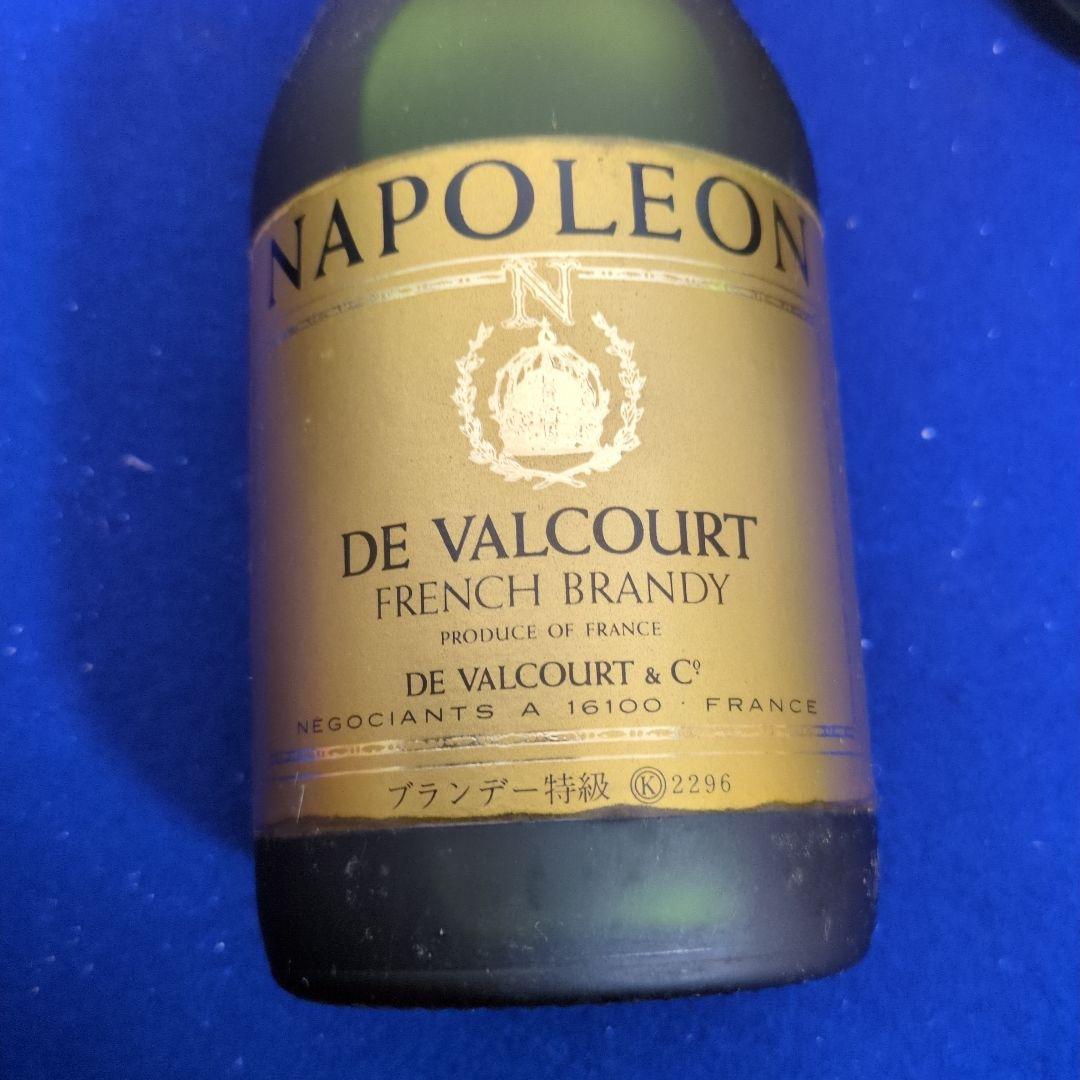 NAPOLEON
N
DE VALCOURT
FRENCH BRANDY
PRODUCE OF FRANCE
DE VALCOURT & Cº
NÉGOCIANTS A 16100 · FRANCE
ブランデー特級 Ⓚ2296